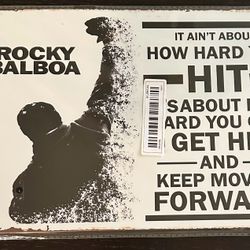 ROCKY
BALBOA
IT AIN'T ABOU
HOW HARD
HIT
S ABOUT
ARD YOU
GET HI
AND
KEEP MOV
FORWA